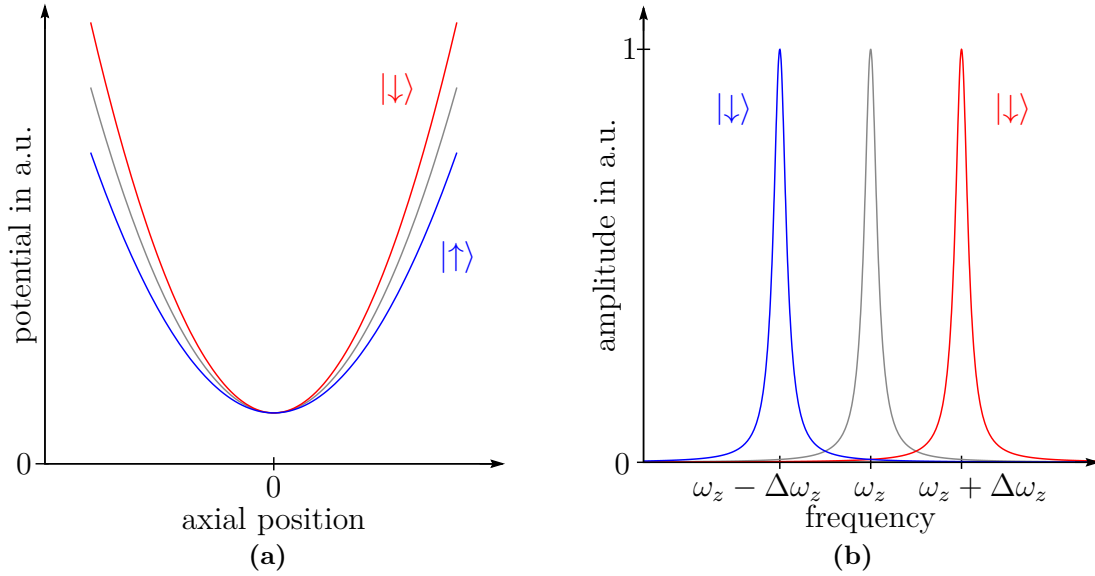 potential in a.u.
|↓⟩
|↑⟩
0
0
axial position
(a)
amplitude in a.u.
1
|↓⟩
|↓⟩
0
ω_z − Δω_z
ω_z
ω_z + Δω_z
frequency
(b)